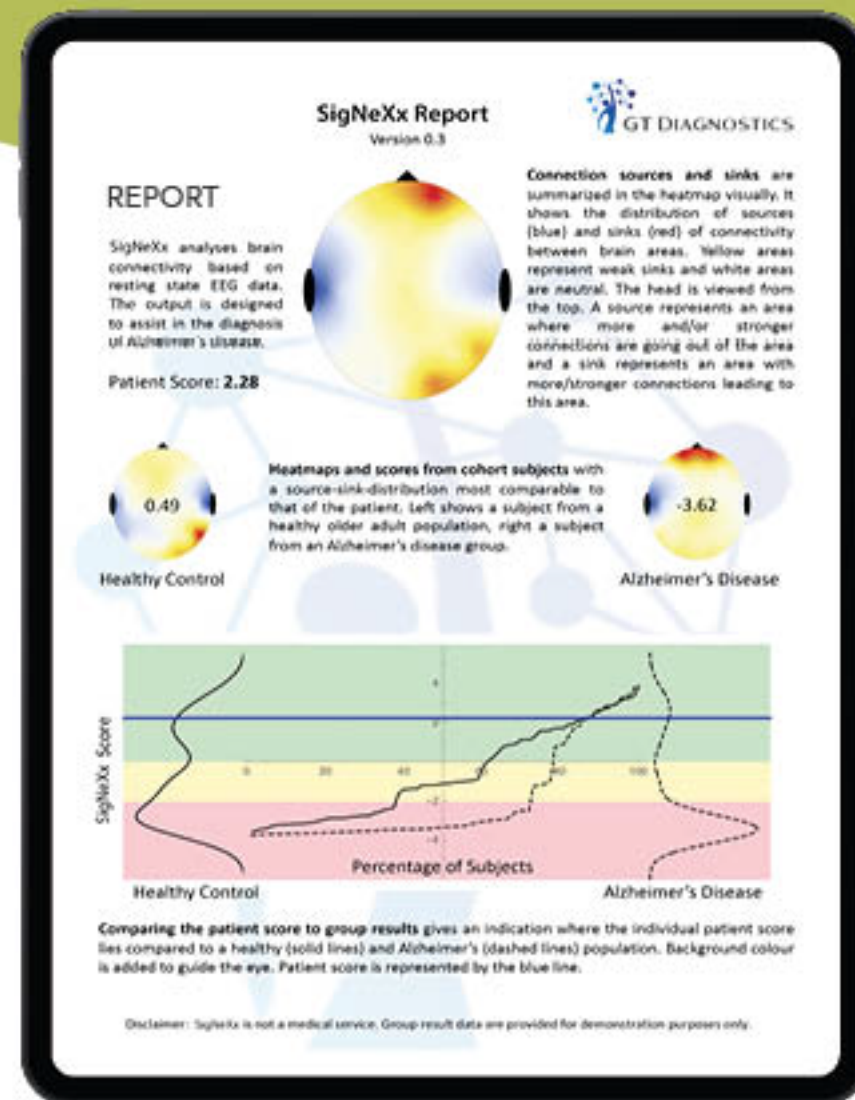 SigNeXx Report
Version 0.3
GT DIAGNOSTICS
REPORT
SigNeXx analyses brain
connectivity based on
resting state EEG data.
The output is designed
to assist in the diagnosis
of Alzheimer's disease.
Patient Score: 2.28
Connection sources and sinks are
summarized in the heatmap visually. It
shows the distribution of sources
(blue) and sinks (red) of connectivity
between brain areas. Yellow areas
represent weak sinks and white areas
are neutral. The head is viewed from
the top. A source represents an area
where more and/or stronger
connections are going out of the area
and a sink represents an area with
more/stronger connections leading to
this area.
0.49
Healthy Control
Heatmaps and scores from cohort subjects with
a source-sink-distribution most comparable to
that of the patient. Left shows a subject from a
healthy older adult population, right a subject
from an Alzheimer's disease group.
-3.62
Alzheimer's Disease
SigNeXx Score
4
2
0 20 40 60 80 100
-2
-4
Percentage of Subjects
Healthy Control
Alzheimer's Disease
Comparing the patient score to group results gives an indication where the individual patient score
lies compared to a healthy (solid lines) and Alzheimer's (dashed lines) population. Background colour
is added to guide the eye. Patient score is represented by the blue line.
Disclaimer: SigNeXx is not a medical service. Group result data are provided for demonstration purposes only.